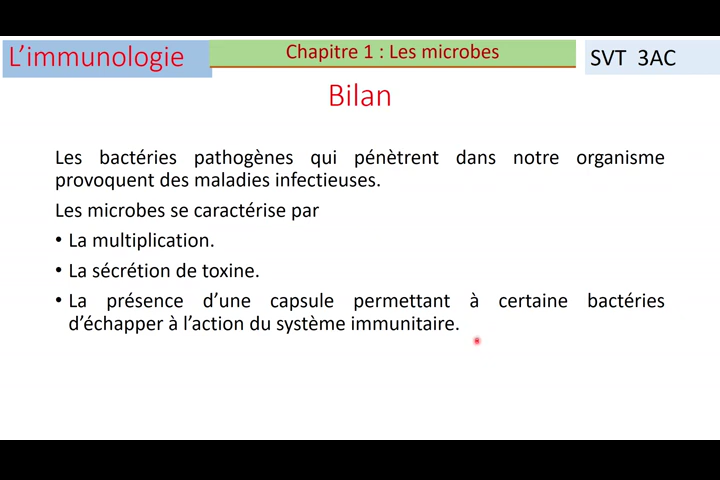 L’immunologie
Chapitre 1 : Les microbes
SVT 3AC
Bilan
Les bactéries pathogènes qui pénètrent dans notre organisme
provoquent des maladies infectieuses.
Les microbes se caractérise par
• La multiplication.
• La sécrétion de toxine.
• La présence d’une capsule permettant à certaine bactéries
d’échapper à l’action du système immunitaire.